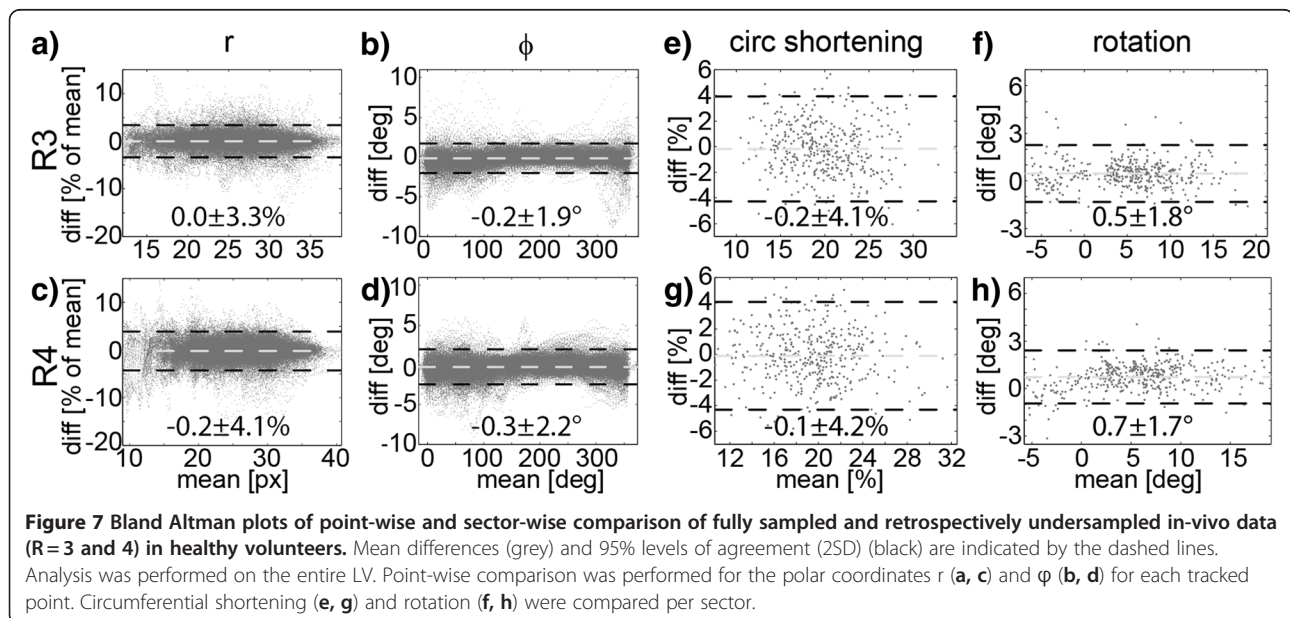 a) r b) ϕ e) circ shortening f) rotation
R3
diff [% of mean]
10
0
-10
-20
15 20 25 30 35
0.0±3.3%
diff [deg]
10
5
0
-5
-10
0 100 200 300
-0.2±1.9°
diff [%]
6
4
2
0
-2
-4
-6
10 15 20 25 30 35
-0.2±4.1%
diff [deg]
6
3
0
-3
-5 0 5 10 15 20
0.5±1.8°
c) d) g) h)
R4
diff [% of mean]
10
0
-10
-20
10 20 30 40
mean [px]
-0.2±4.1%
diff [deg]
10
5
0
-5
-10
0 100 200 300
mean [deg]
-0.3±2.2°
diff [%]
6
4
2
0
-2
-4
-6
12 16 20 24 28 32
mean [%]
-0.1±4.2%
diff [deg]
6
3
0
-3
-5 0 5 10 15
mean [deg]
0.7±1.7°
Figure 7 Bland Altman plots of point-wise and sector-wise comparison of fully sampled and retrospectively undersampled in-vivo data
(R = 3 and 4) in healthy volunteers. Mean differences (grey) and 95% levels of agreement (2SD) (black) are indicated by the dashed lines.
Analysis was performed on the entire LV. Point-wise comparison was performed for the polar coordinates r (a, c) and φ (b, d) for each tracked
point. Circumferential shortening (e, g) and rotation (f, h) were compared per sector.